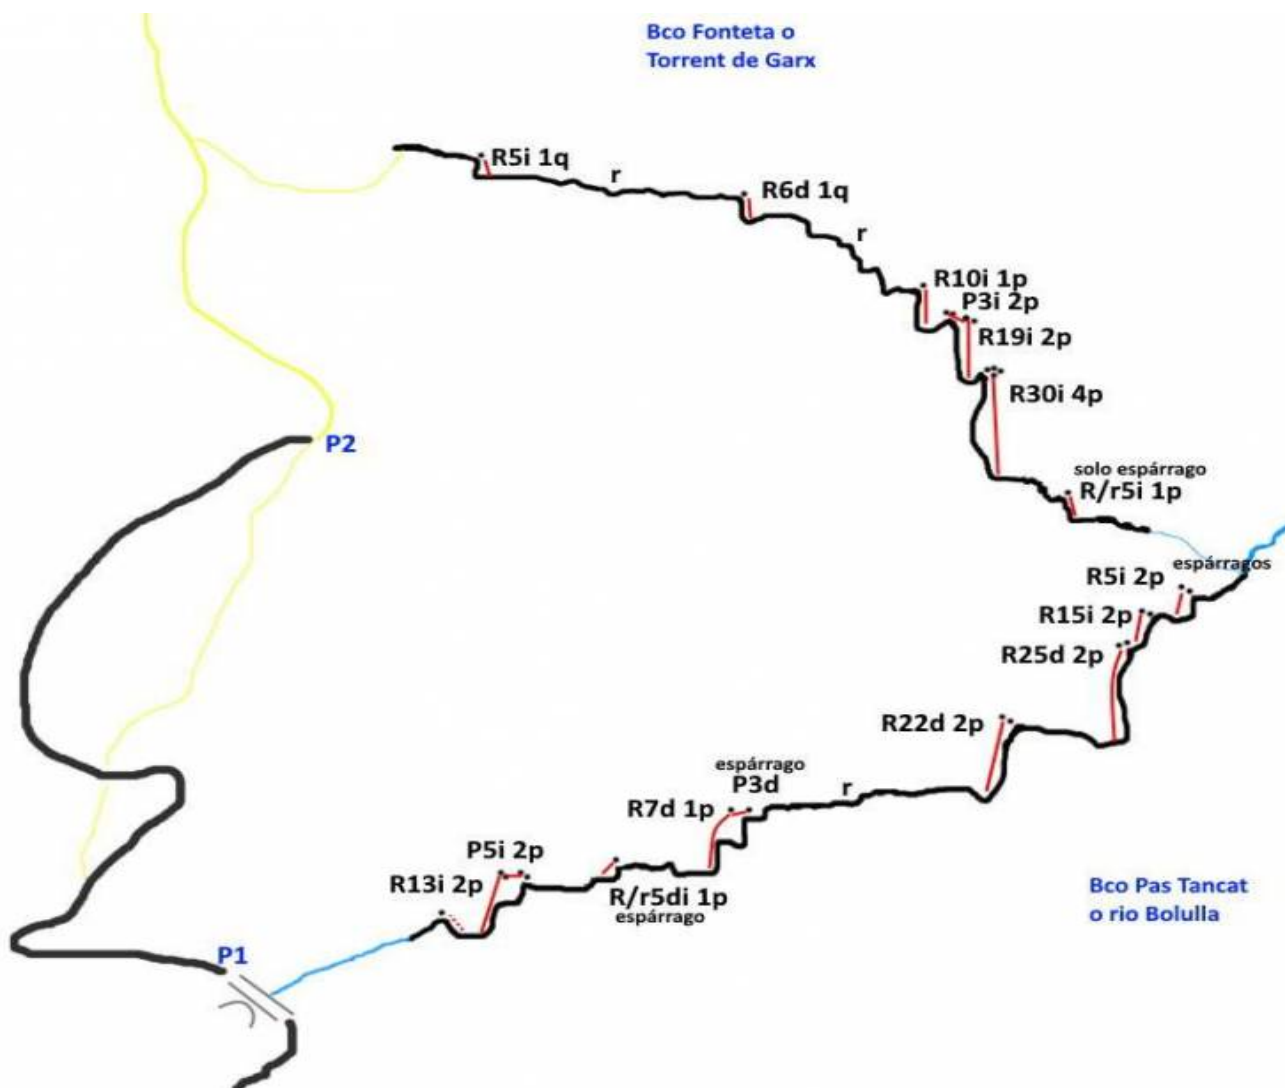 Bco Fonteta o
Torrent de Garx
R5i 1q
r
R6d 1q
r
R10i 1p
P3i 2p
R19i 2p
R30i 4p
P2
solo espárrago
R/r5i 1p
espárragos
R5i 2p
R15i 2p
R25d 2p
R22d 2p
espárrago
P3d
r
R7d 1p
P5i 2p
R13i 2p
R/r5di 1p
espárrago
Bco Pas Tancat
o rio Bolulla
P1